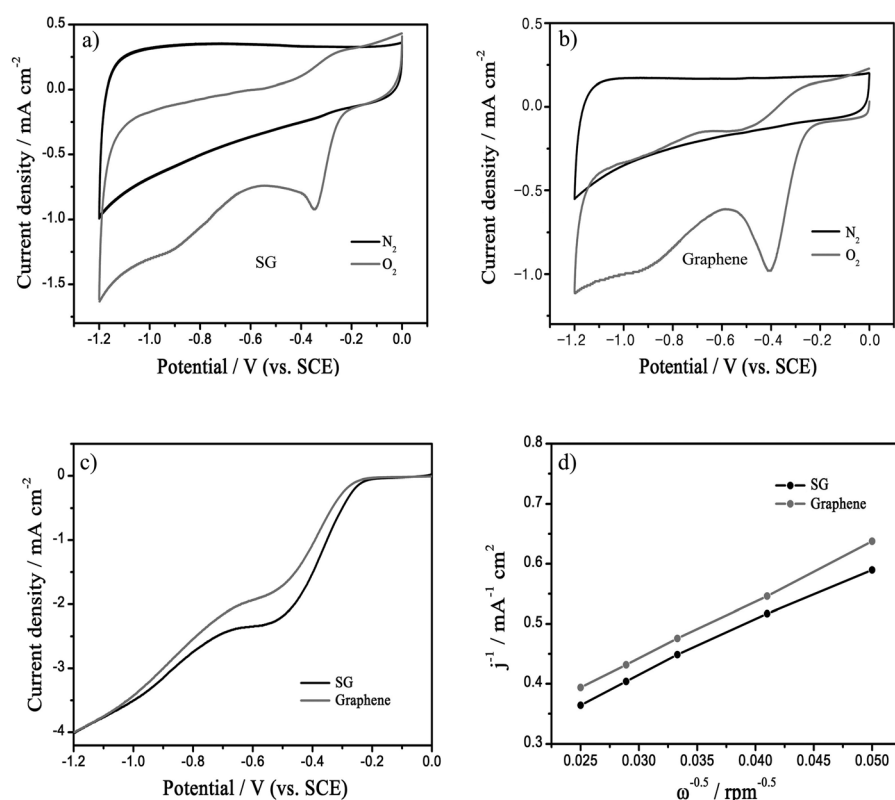 a)
0.5
0.0
-0.5
-1.0
-1.5
Current density / mA cm-2
N2
O2
SG
-1.2 -1.0 -0.8 -0.6 -0.4 -0.2 0.0
Potential / V (vs. SCE)
b)
0.5
0.0
-0.5
-1.0
Current density / mA cm-2
N2
O2
Graphene
-1.2 -1.0 -0.8 -0.6 -0.4 -0.2 0.0
Potential / V (vs. SCE)
c)
0
-1
-2
-3
-4
Current density / mA cm-2
SG
Graphene
-1.2 -1.0 -0.8 -0.6 -0.4 -0.2 0.0
Potential / V (vs. SCE)
d)
0.8
0.7
0.6
0.5
0.4
0.3
j-1 / mA-1 cm2
SG
Graphene
0.025 0.030 0.035 0.040 0.045 0.050
ω-0.5 / rpm-0.5